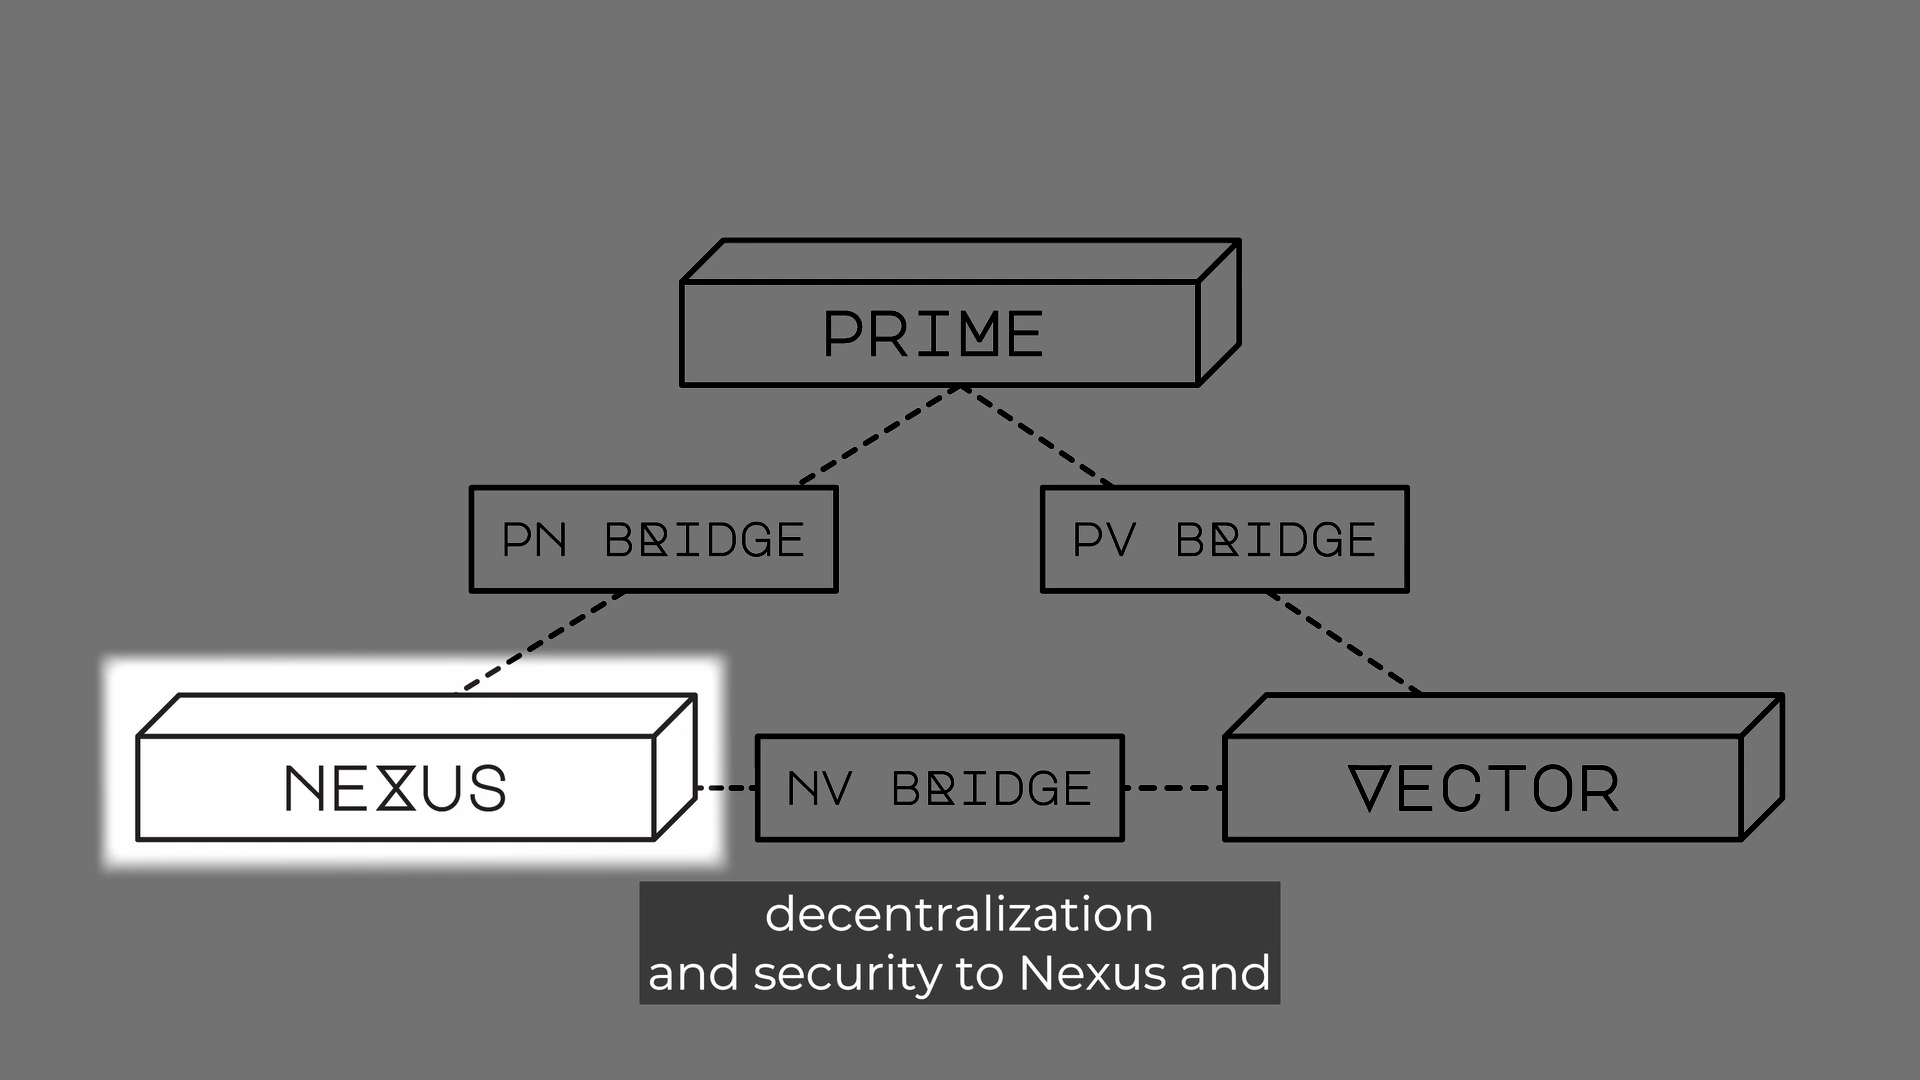 PRIME
PN BRIDGE
PV BRIDGE
NEXUS
NV BRIDGE
VECTOR
decentralization
and security to Nexus and